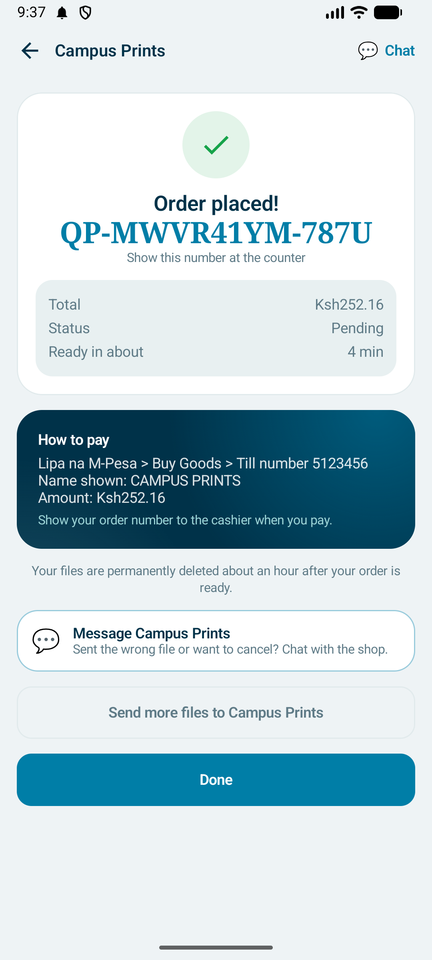 9:37
Campus Prints
Chat
Order placed!
QP-MWVR41YM-787U
Show this number at the counter
Total Ksh252.16
Status Pending
Ready in about 4 min
How to pay
Lipa na M-Pesa > Buy Goods > Till number 5123456
Name shown: CAMPUS PRINTS
Amount: Ksh252.16
Show your order number to the cashier when you pay.
Your files are permanently deleted about an hour after your order is
ready.
Message Campus Prints
Sent the wrong file or want to cancel? Chat with the shop.
Send more files to Campus Prints
Done